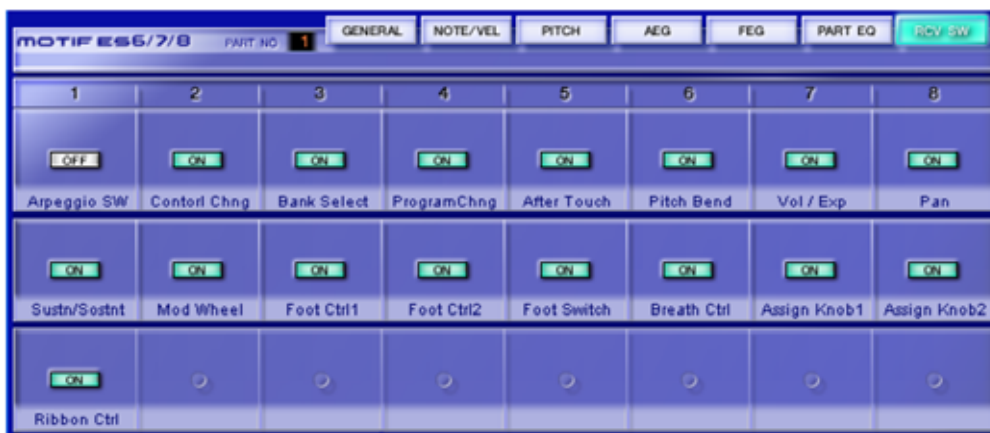 GENERAL NOTE/VEL PITCH AEG FEG PART EQ RCV SW
MOTIF ES6/7/8 PART NO 1
1 2 3 4 5 6 7 8
OFF ON ON ON ON ON ON ON
Arpeggio SW Contorl Chng Bank Select ProgramChng After Touch Pitch Bend Vol / Exp Pan
ON ON ON ON ON ON ON ON
Sustn/Sostnt Mod Wheel Foot Ctrl1 Foot Ctrl2 Foot Switch Breath Ctrl Assign Knob1 Assign Knob2
ON
Ribbon Ctrl